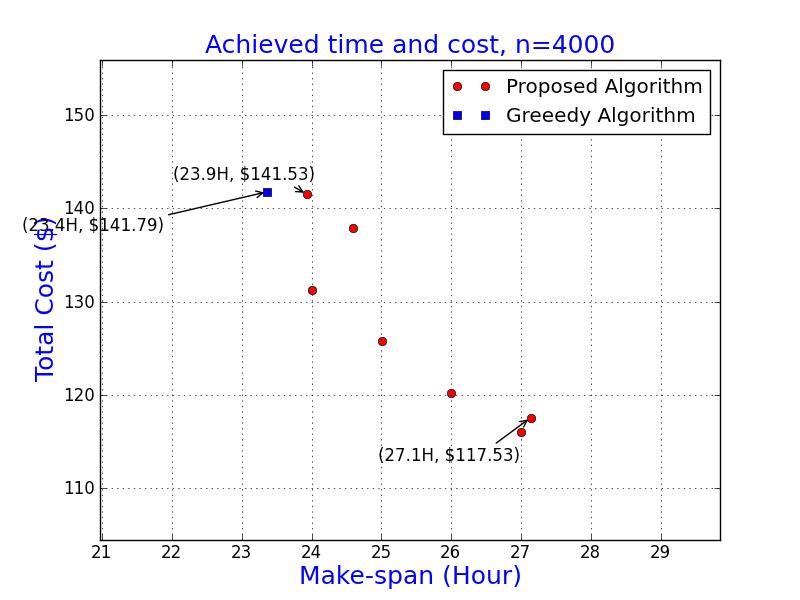 Achieved time and cost, n=4000
Proposed Algorithm
Greeedy Algorithm
150
140
130
120
110
(23.9H, $141.53)
(23.4H, $141.79)
(27.1H, $117.53)
Total Cost ($)
21 22 23 24 25 26 27 28 29
Make-span (Hour)